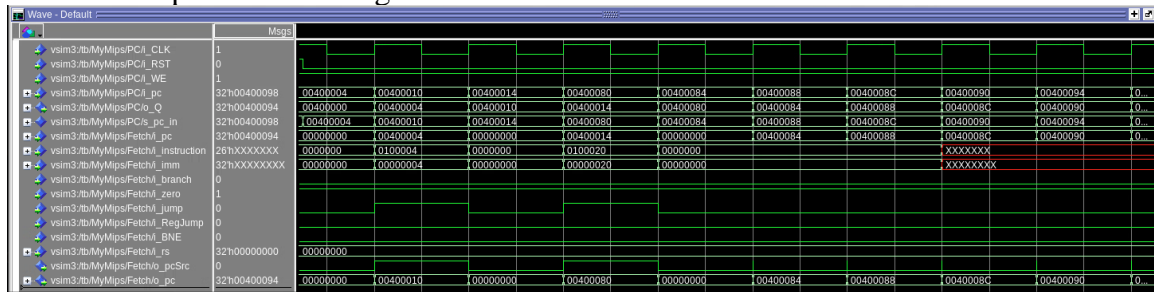 Wave - Default
Msgs
vsim3:/tb/MyMips/PC/i_CLK 1
vsim3:/tb/MyMips/PC/i_RST 0
vsim3:/tb/MyMips/PC/i_WE 1
vsim3:/tb/MyMips/PC/i_pc 32'h00400098 00400004 00400010 00400014 00400080 00400084 00400088 0040008C 00400090 00400094 0...
vsim3:/tb/MyMips/PC/o_Q 32'h00400094 00400000 00400004 00400010 00400014 00400080 00400084 00400088 0040008C 00400090 0...
vsim3:/tb/MyMips/PC/s_pc_in 32'h00400098 00400004 00400010 00400014 00400080 00400084 00400088 0040008C 00400090 00400094 0...
vsim3:/tb/MyMips/Fetch/i_pc 32'h00400094 00000000 00400004 00000000 00400014 00000000 00400084 00400088 0040008C 00400090 0...
vsim3:/tb/MyMips/Fetch/i_instruction 26'hXXXXXXX 0000000 0100004 0000000 0100020 0000000 XXXXXXX
vsim3:/tb/MyMips/Fetch/i_imm 32'hXXXXXXXX 00000000 00000004 00000000 00000020 00000000 XXXXXXXX
vsim3:/tb/MyMips/Fetch/i_branch 0
vsim3:/tb/MyMips/Fetch/i_zero 1
vsim3:/tb/MyMips/Fetch/i_jump 0
vsim3:/tb/MyMips/Fetch/i_RegJump 0
vsim3:/tb/MyMips/Fetch/i_BNE 0
vsim3:/tb/MyMips/Fetch/i_rs 32'h00000000 00000000
vsim3:/tb/MyMips/Fetch/o_pcSrc 0
vsim3:/tb/MyMips/Fetch/o_pc 32'h00400094 00000000 00400010 00000000 00400080 00000000 00400084 00400088 0040008C 00400090 0...